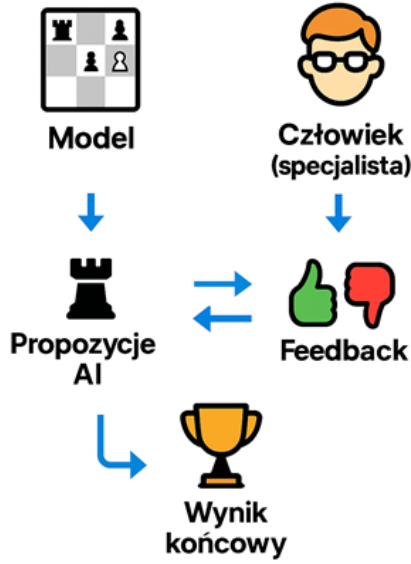 Model
Człowiek
(specjalista)
Propozycje
AI
Feedback
Wynik
końcowy